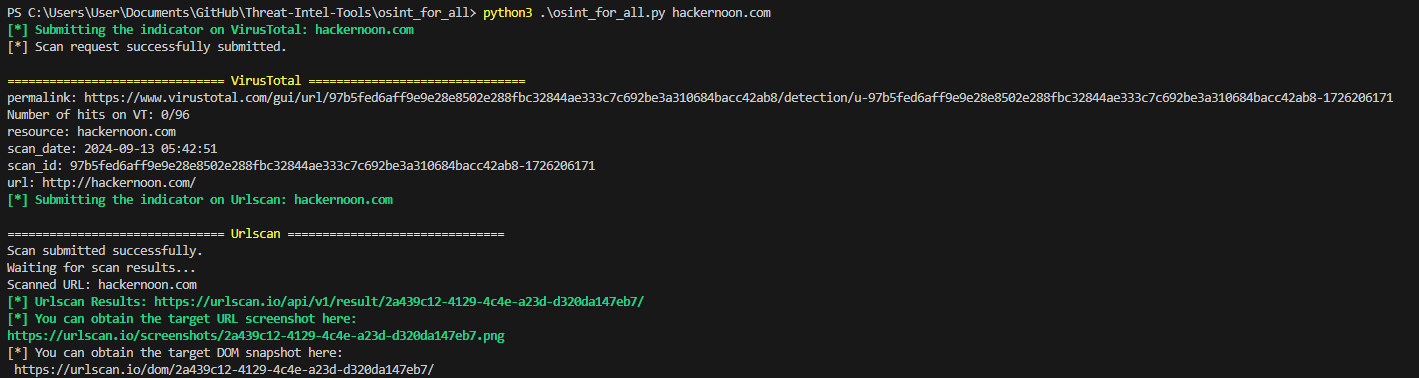 PS C:\Users\User\Documents\GitHub\Threat-Intel-Tools\osint_for_all> python3 .\osint_for_all.py hackernoon.com
[*] Submitting the indicator on VirusTotal: hackernoon.com
[*] Scan request successfully submitted.
=============================== VirusTotal ===============================
permalink: https://www.virustotal.com/gui/url/97b5fed6aff9e9e28e8502e288fbc32844ae333c7c692be3a310684bacc42ab8/detection/u-97b5fed6aff9e9e28e8502e288fbc32844ae333c7c692be3a310684bacc42ab8-1726206171
Number of hits on VT: 0/96
resource: hackernoon.com
scan_date: 2024-09-13 05:42:51
scan_id: 97b5fed6aff9e9e28e8502e288fbc32844ae333c7c692be3a310684bacc42ab8-1726206171
url: http://hackernoon.com/
[*] Submitting the indicator on Urlscan: hackernoon.com
=============================== Urlscan ===============================
Scan submitted successfully.
Waiting for scan results...
Scanned URL: hackernoon.com
[*] Urlscan Results: https://urlscan.io/api/v1/result/2a439c12-4129-4c4e-a23d-d320da147eb7/
[*] You can obtain the target URL screenshot here:
https://urlscan.io/screenshots/2a439c12-4129-4c4e-a23d-d320da147eb7.png
[*] You can obtain the target DOM snapshot here:
https://urlscan.io/dom/2a439c12-4129-4c4e-a23d-d320da147eb7/